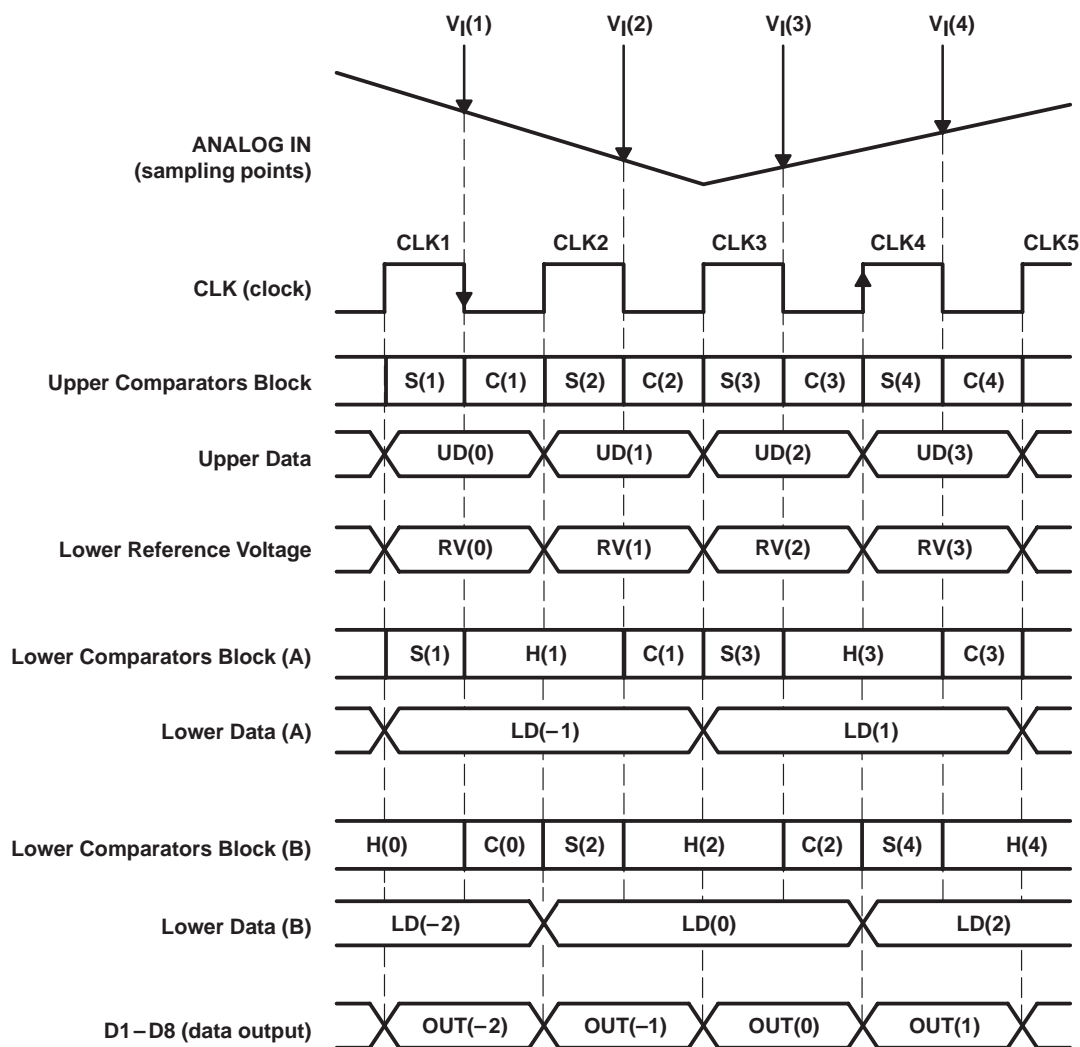 VI(1) VI(2) VI(3) VI(4)
ANALOG IN
(sampling points)
CLK1 CLK2 CLK3 CLK4 CLK5
CLK (clock)
Upper Comparators Block S(1) C(1) S(2) C(2) S(3) C(3) S(4) C(4)
Upper Data UD(0) UD(1) UD(2) UD(3)
Lower Reference Voltage RV(0) RV(1) RV(2) RV(3)
Lower Comparators Block (A) S(1) H(1) C(1) S(3) H(3) C(3)
Lower Data (A) LD(−1) LD(1)
Lower Comparators Block (B) H(0) C(0) S(2) H(2) C(2) S(4) H(4)
Lower Data (B) LD(−2) LD(0) LD(2)
D1−D8 (data output) OUT(−2) OUT(−1) OUT(0) OUT(1)